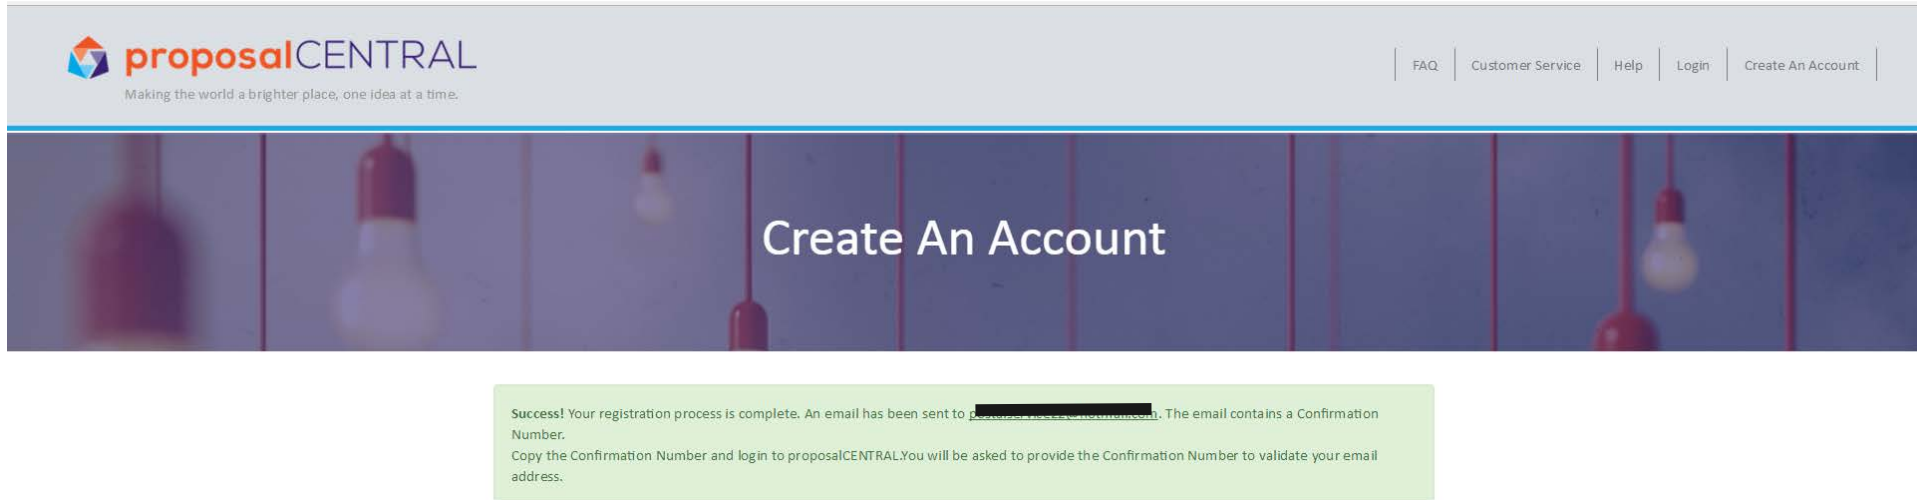 proposalCENTRAL
Making the world a brighter place, one idea at a time.
FAQ
Customer Service
Help
Login
Create An Account
Create An Account
Success! Your registration process is complete. An email has been sent to . The email contains a Confirmation
Number.
Copy the Confirmation Number and login to proposalCENTRAL.You will be asked to provide the Confirmation Number to validate your email
address.